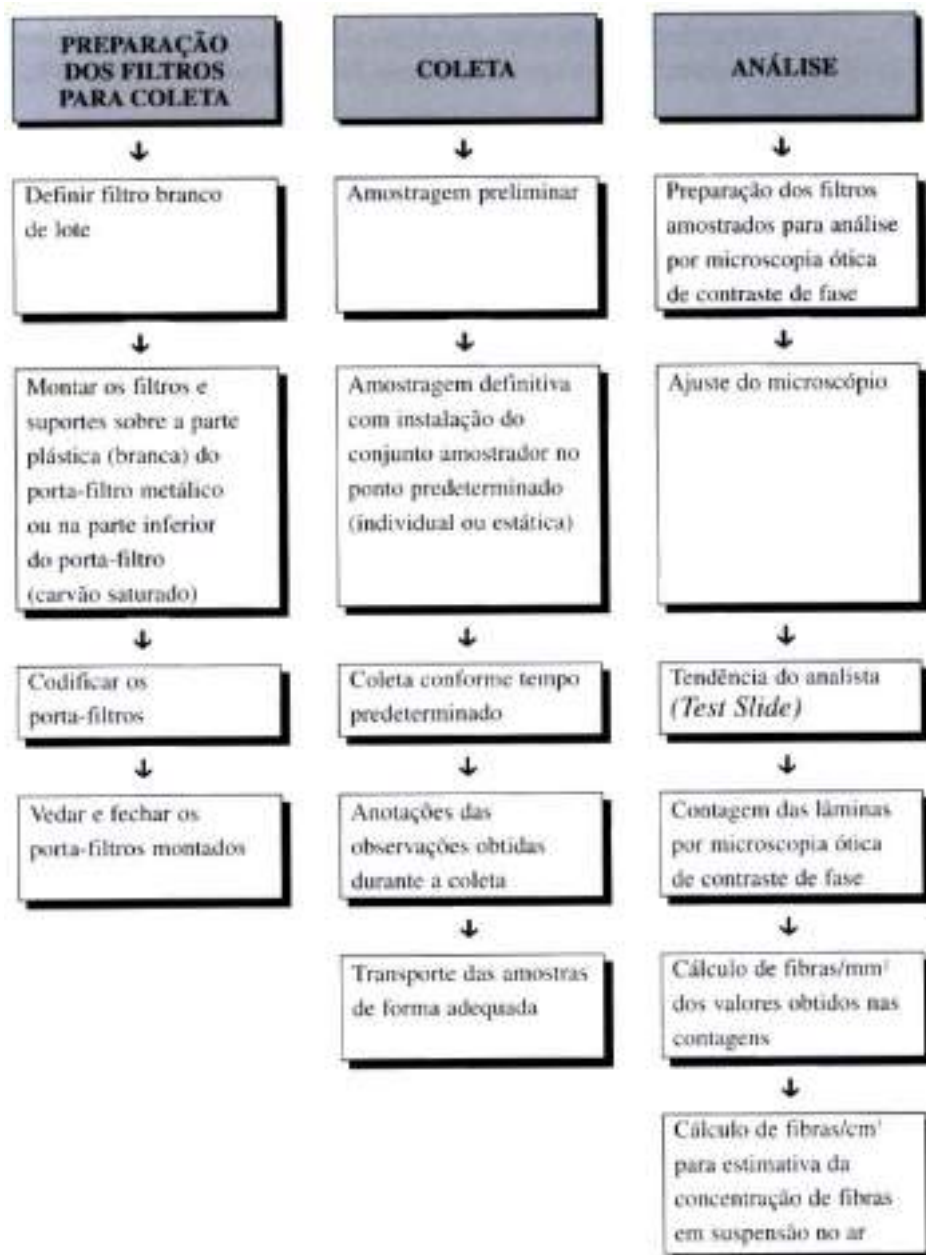 PREPARAÇÃO
DOS FILTROS
PARA COLETA
Definir filtro branco
de lote
Montar os filtros e
suportes sobre a parte
plástica (branca) do
porta-filtro metálico
ou na parte inferior
do porta-filtro
(carvão saturado)
Codificar os
porta-filtros
Vedar e fechar os
porta-filtros montados
COLETA
Amostragem preliminar
Amostragem definitiva
com instalação do
conjunto amostrador no
ponto predeterminado
(individual ou estática)
Coleta conforme tempo
predeterminado
Anotações das
observações obtidas
durante a coleta
Transporte das amostras
de forma adequada
ANÁLISE
Preparação dos filtros
amostrados para análise
por microscopia ótica
de contraste de fase
Ajuste do microscópio
Tendência do analista
(Test Slide)
Contagem das lâminas
por microscopia ótica
de contraste de fase
Cálculo de fibras/mm²
dos valores obtidos nas
contagens
Cálculo de fibras/cm³
para estimativa da
concentração de fibras
em suspensão no ar